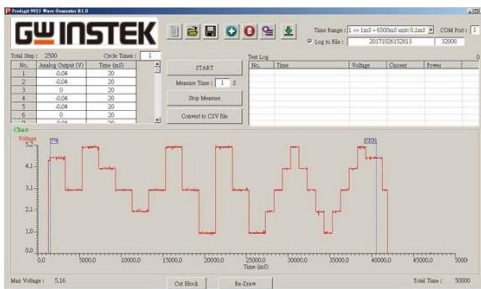 Prodigit 9923 Wave Generator R1.0
GWINSTEK
Time Range : 1 => 1mS ~ 6500mS unit: 0.1mS
COM Port : 1
Log to File : 20171026152813 32000
Total Step : 2500 Cycle Times : 1
No. Analog Output (V) Time (mS)
1 -0.04 20
2 -0.04 20
3 0 20
4 -0.04 20
5 -0.04 20
6 0 20
START
Measure Time : 1 S
Stop Measure
Convert to CSV file
Test Log 0
No. Time Voltage Current Power
Chart
Voltage
5.2
4.1
3.1
2.1
1.0
0.0
0.0 5000.0 10000.0 15000.0 20000.0 25000.0 30000.0 35000.0 40000.0 45000.0 5000
Time (mS)
Max Voltage : 5.16
Cut Block
Re-Draw
Total Time : 50000